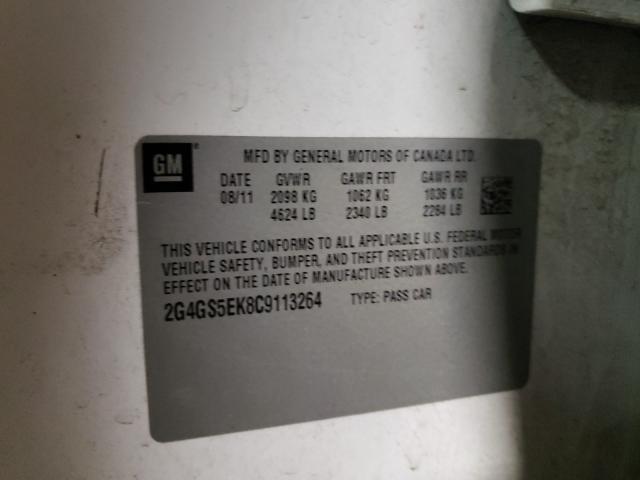 GM
MFD BY GENERAL MOTORS OF CANADA LTD.
DATE GVWR GAWR FRT GAWR RR
08/11 2098 KG 1062 KG 1036 KG
4624 LB 2340 LB 2284 LB
THIS VEHICLE CONFORMS TO ALL APPLICABLE U.S. FEDERAL MOTOR
VEHICLE SAFETY, BUMPER, AND THEFT PREVENTION STANDARDS IN
EFFECT ON THE DATE OF MANUFACTURE SHOWN ABOVE.
2G4GS5EK8C9113264 TYPE: PASS CAR